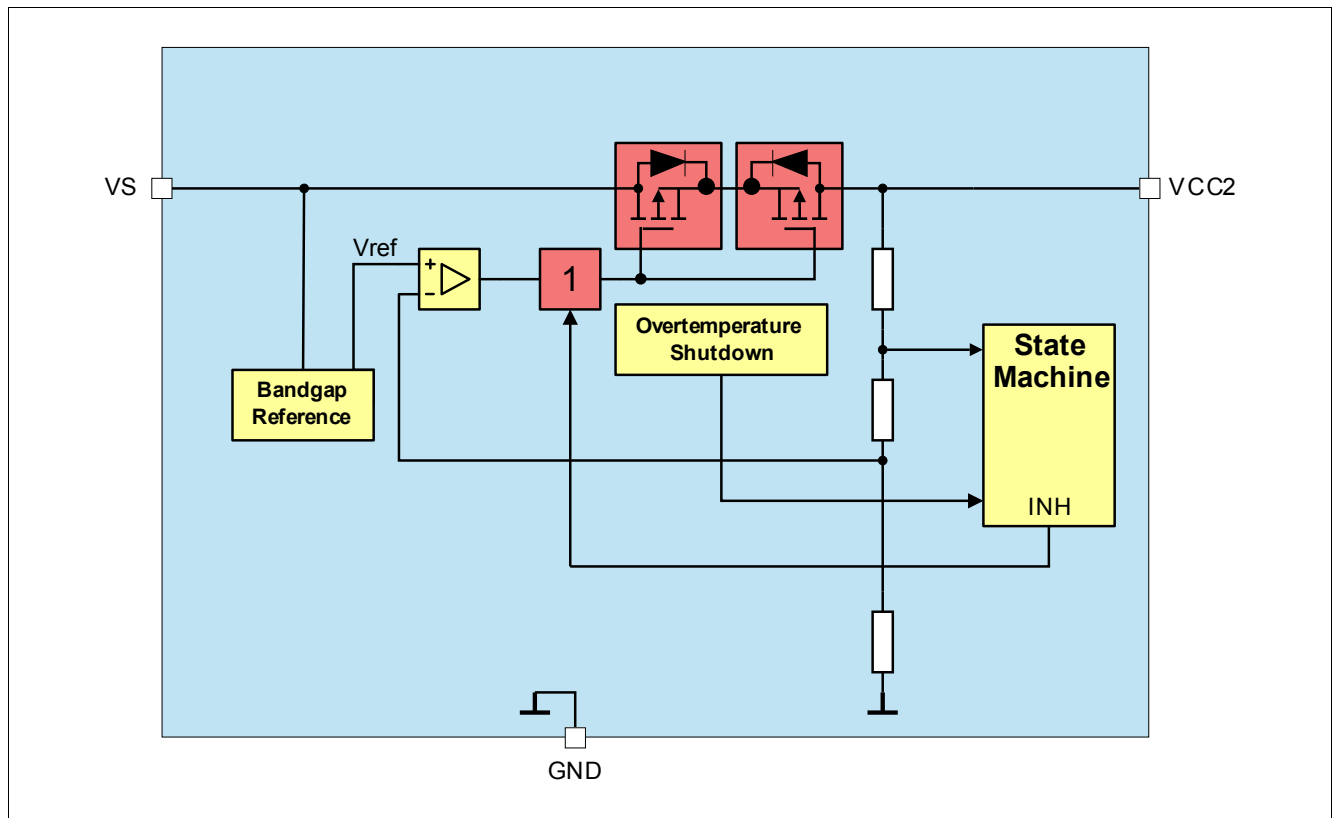 VS
VCC2
Vref
+
-
1
Overtemperature
Shutdown
State
Machine
Bandgap
Reference
INH
GND